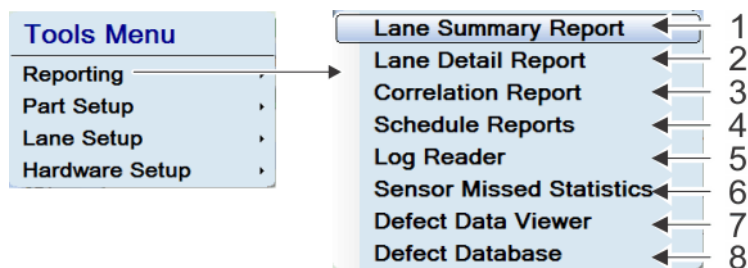 Tools Menu
Reporting
Part Setup
Lane Setup
Hardware Setup
Lane Summary Report 1
Lane Detail Report 2
Correlation Report 3
Schedule Reports 4
Log Reader 5
Sensor Missed Statistics 6
Defect Data Viewer 7
Defect Database 8